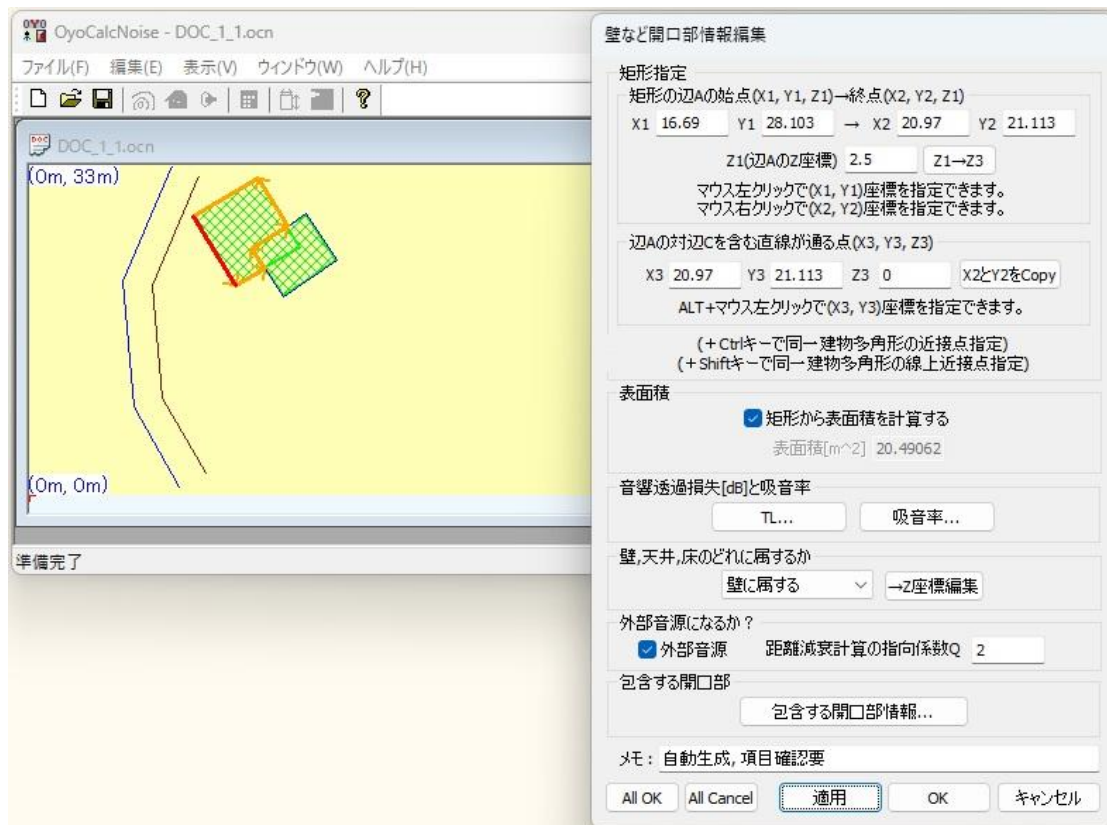 OYO
OyoCalcNoise - DOC_1_1.ocn
ファイル(F) 編集(E) 表示(V) ウィンドウ(W) ヘルプ(H)
DOC DOC_1_1.ocn
(0m, 33m)
(0m, 0m)
準備完了
壁など開口部情報編集
矩形指定
矩形の辺Aの始点(X1, Y1, Z1)→終点(X2, Y2, Z1)
X1 16.69 Y1 28.103 → X2 20.97 Y2 21.113
Z1(辺AのZ座標) 2.5 Z1→Z3
マウス左クリックで(X1, Y1)座標を指定できます。
マウス右クリックで(X2, Y2)座標を指定できます。
辺Aの対辺Cを含む直線が通る点(X3, Y3, Z3)
X3 20.97 Y3 21.113 Z3 0 X2とY2をCopy
ALT+マウス左クリックで(X3, Y3)座標を指定できます。
(+Ctrlキーで同一建物多角形の近接点指定)
(+Shiftキーで同一建物多角形の線上近接点指定)
表面積
矩形から表面積を計算する
表面積[m^2] 20.49062
音響透過損失[dB]と吸音率
TL... 吸音率...
壁,天井,床のどれに属するか
壁に属する →Z座標編集
外部音源になるか?
外部音源 距離減衰計算の指向係数Q 2
包含する開口部
包含する開口部情報...
メモ: 自動生成, 項目確認要
All OK All Cancel 適用 OK キャンセル